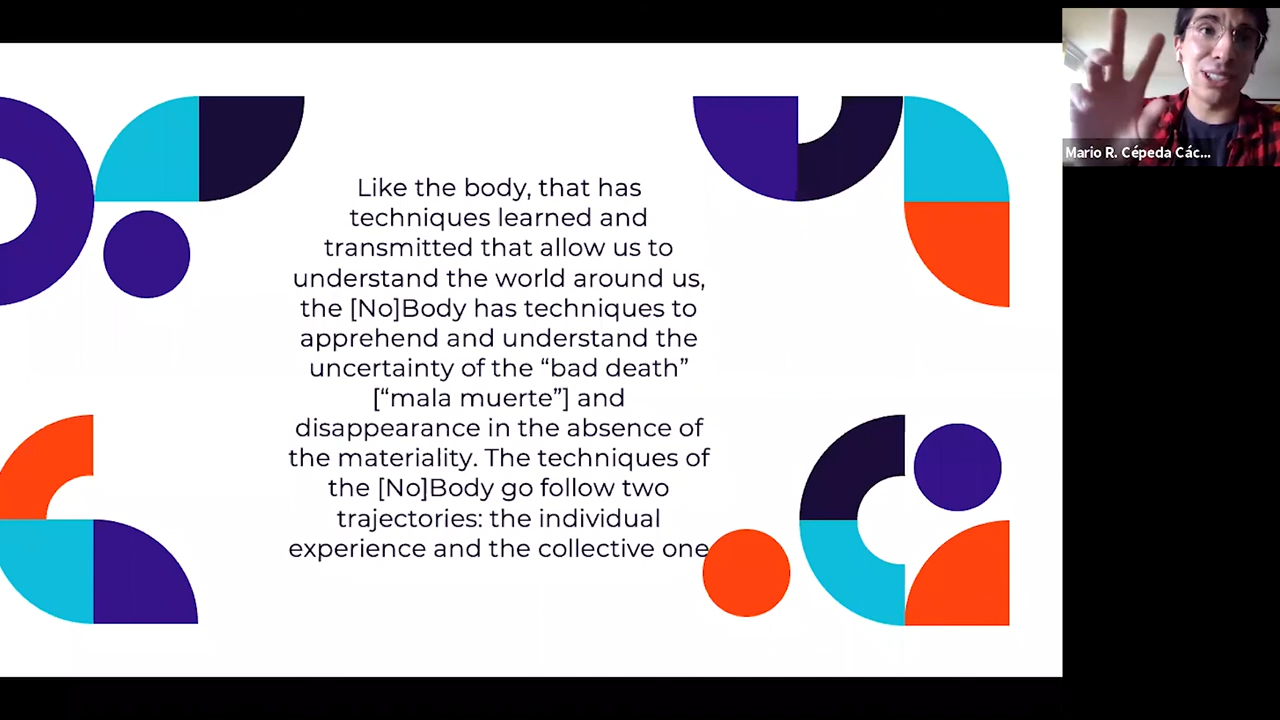 Like the body, that has
techniques learned and
transmitted that allow us to
understand the world around us,
the [No]Body has techniques to
apprehend and understand the
uncertainty of the “bad death”
[“mala muerte”] and
disappearance in the absence of
the materiality. The techniques of
the [No]Body go follow two
trajectories: the individual
experience and the collective one
Mario R. Cépeda Các...